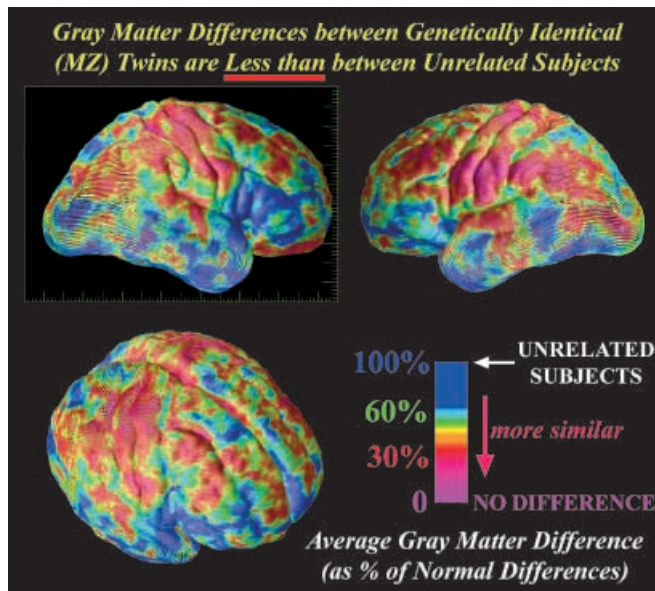 Gray Matter Differences between Genetically Identical
(MZ) Twins are Less than between Unrelated Subjects
100%
UNRELATED
SUBJECTS
60%
more similar
30%
0
NO DIFFERENCE
Average Gray Matter Difference
(as % of Normal Differences)